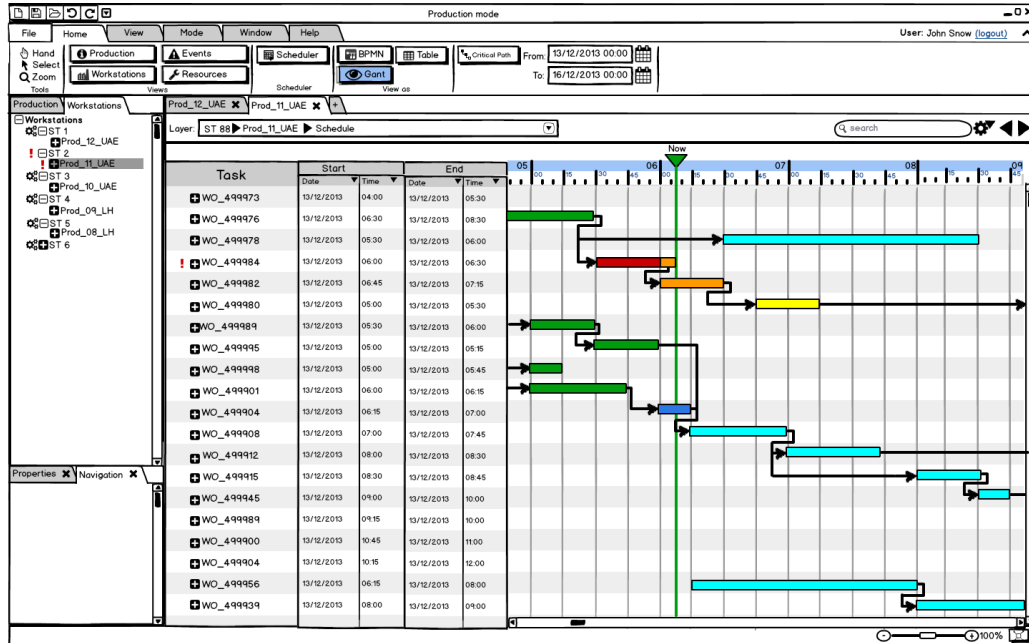 Production mode
File Home View Mode Window Help
User: John Snow (logout)
Hand
Select
Zoom
Tools
Production Events
Workstations Resources
Views
Scheduler
Scheduler
BPMN Table
Gant
View as
Critical Path
From: 13/12/2013 00:00
To: 16/12/2013 00:00
Production Workstations
Workstations
ST 1
Prod_12_UAE
! ST 2
! Prod_11_UAE
ST 3
Prod_10_UAE
ST 4
Prod_09_LH
ST 5
Prod_08_LH
ST 6
Properties Navigation
Prod_12_UAE Prod_11_UAE +
Layer: ST 88 Prod_11_UAE Schedule
search
Now
Task Start End
Date Time Date Time
05 06 07 08 09
00 15 30 45 00 15 30 45 00 15 30 45 15 30 45
WO_499973 13/12/2013 04:00 13/12/2013 05:30
WO_499976 13/12/2013 06:30 13/12/2013 08:30
WO_499978 13/12/2013 05:30 13/12/2013 06:00
! WO_499984 13/12/2013 06:00 13/12/2013 06:30
WO_499982 13/12/2013 06:45 13/12/2013 07:15
WO_499980 13/12/2013 05:00 13/12/2013 05:30
WO_499989 13/12/2013 05:30 13/12/2013 06:00
WO_499995 13/12/2013 05:00 13/12/2013 05:15
WO_499998 13/12/2013 05:00 13/12/2013 05:45
WO_499901 13/12/2013 06:00 13/12/2013 06:15
WO_499904 13/12/2013 06:15 13/12/2013 07:00
WO_499908 13/12/2013 07:00 13/12/2013 07:45
WO_499912 13/12/2013 08:00 13/12/2013 08:30
WO_499915 13/12/2013 08:30 13/12/2013 08:45
WO_499945 13/12/2013 09:00 13/12/2013 10:00
WO_499989 13/12/2013 09:15 13/12/2013 10:00
WO_499900 13/12/2013 10:45 13/12/2013 11:00
WO_499904 13/12/2013 10:15 13/12/2013 12:00
WO_499956 13/12/2013 06:15 13/12/2013 08:00
WO_499939 13/12/2013 08:00 13/12/2013 09:00
100%